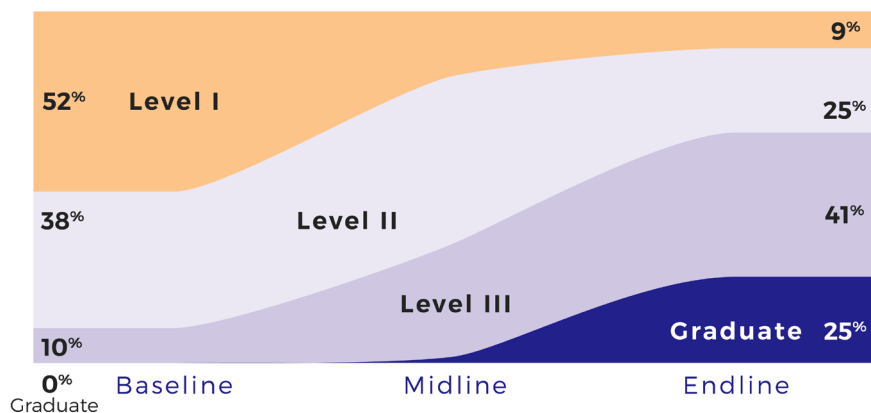 9%
52% Level I
25%
38%
Level II
41%
Level III
Graduate 25%
10%
0% Baseline Midline Endline
Graduate